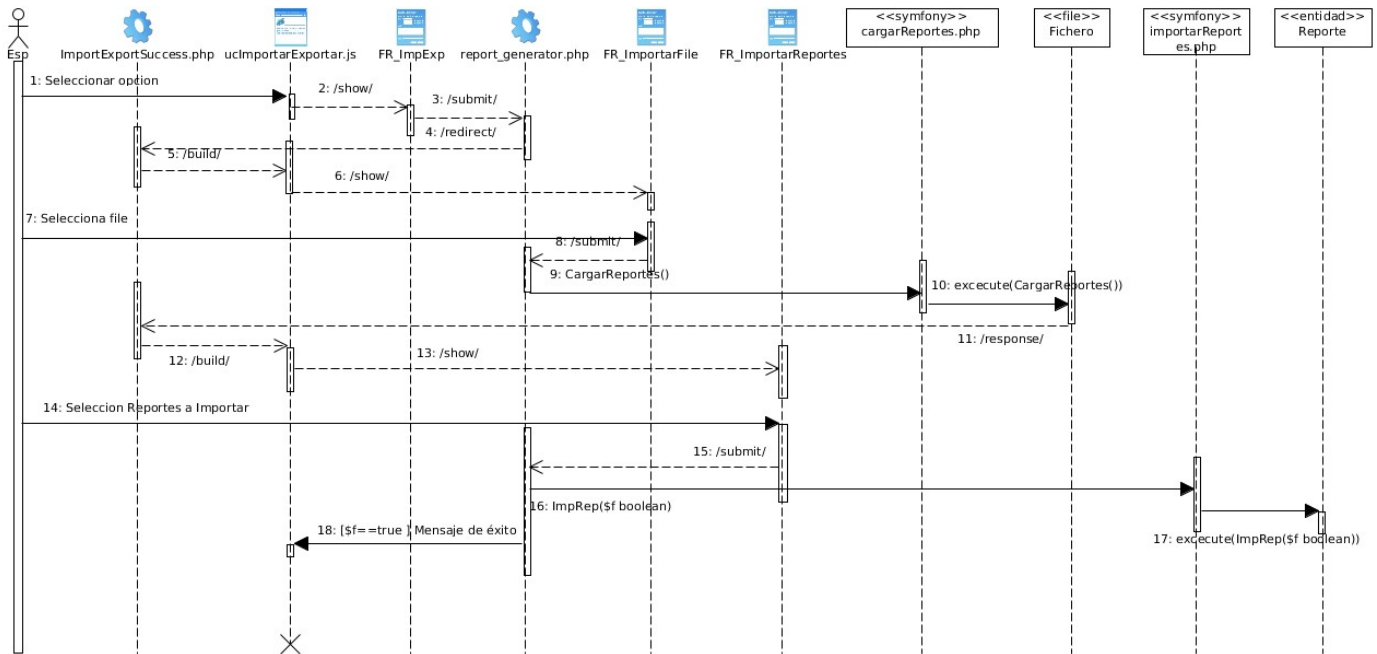 <<symfony>>
cargarReportes.php
<<file>>
Fichero
<<symfony>>
importarReport
es.php
<<entidad>>
Reporte
Esp
ImportExportSuccess.php
ucImportarExportar.js
FR_ImpExp
report_generator.php
FR_ImportarFile
FR_ImportarReportes
1: Seleccionar opcion
2: /show/
3: /submit/
4: /redirect/
5: /build/
6: /show/
7: Selecciona file
8: /submit/
9: CargarReportes()
10: excecute(CargarReportes())
11: /response/
12: /build/
13: /show/
14: Seleccion Reportes a Importar
15: /submit/
16: ImpRep($f boolean)
17: excecute(ImpRep($f boolean))
18: [$f==true ] Mensaje de éxito